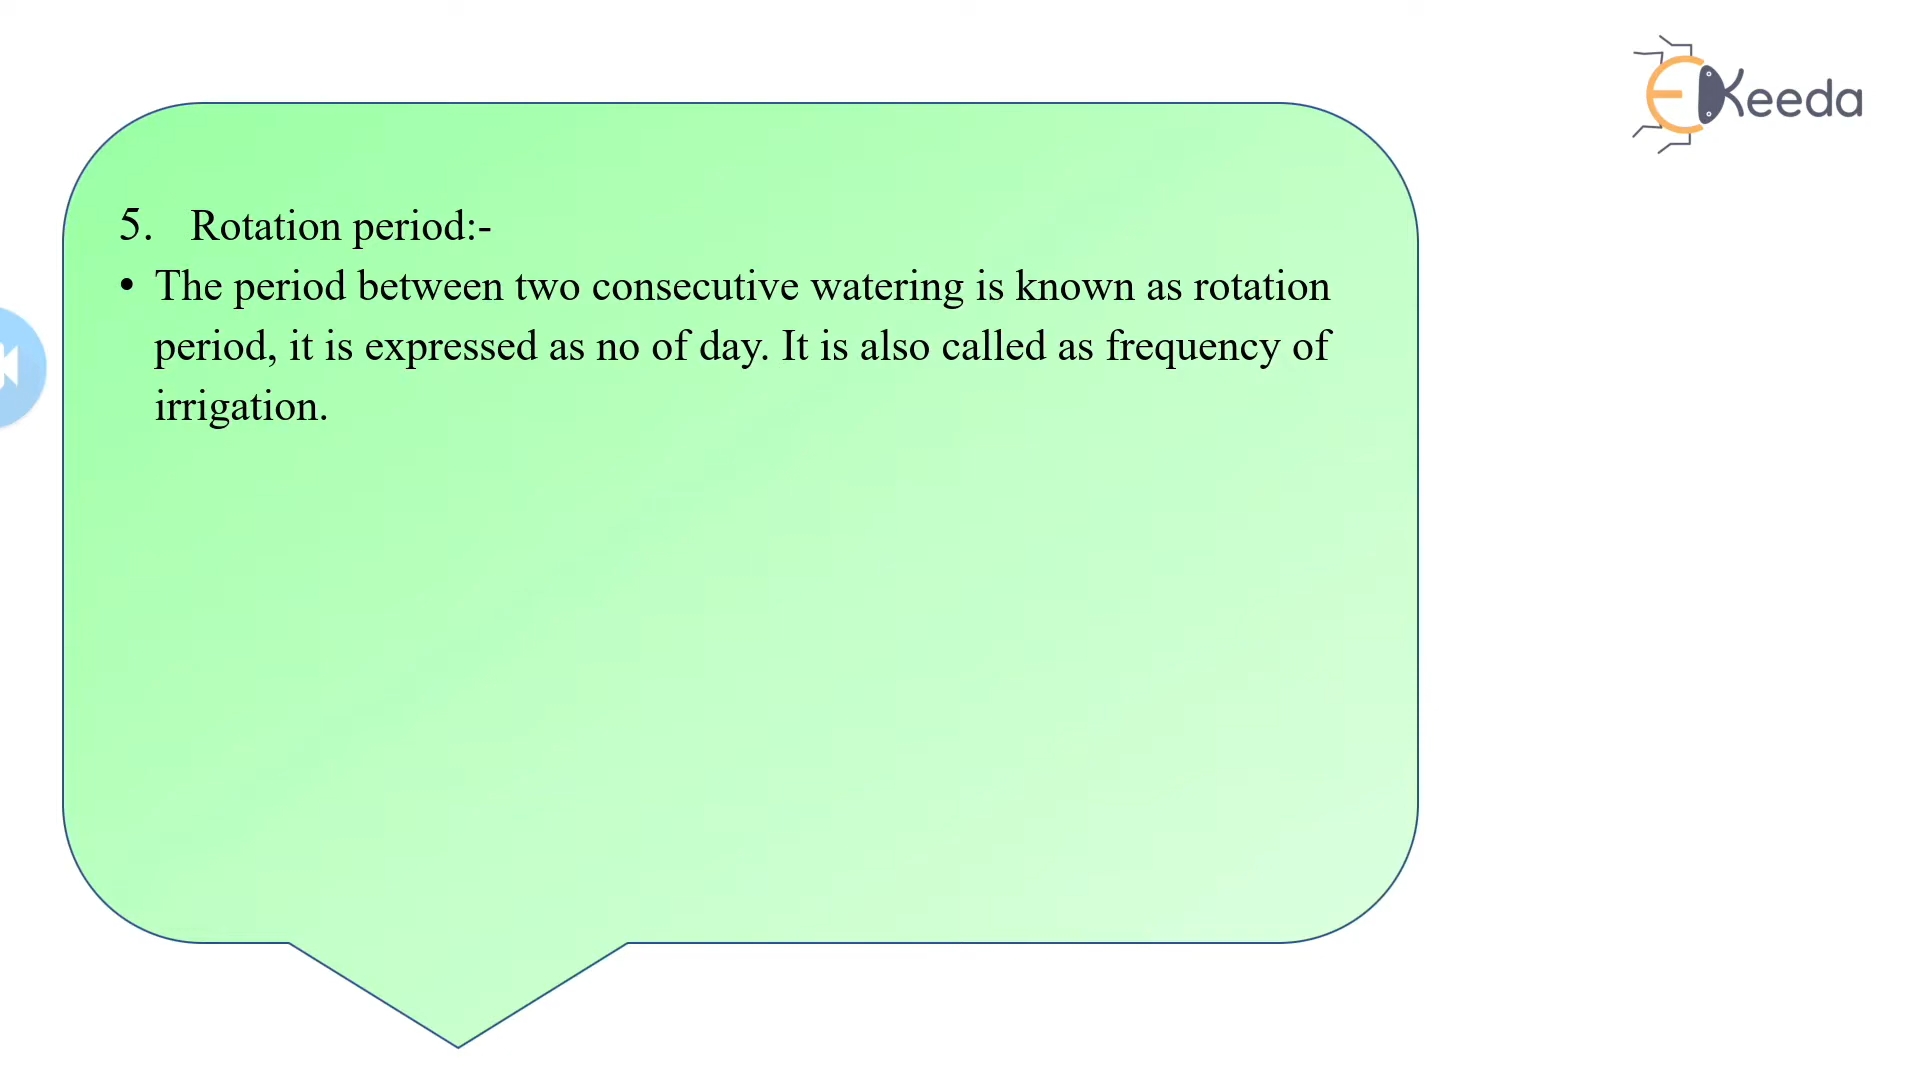 EKeeda
5. Rotation period:-
• The period between two consecutive watering is known as rotation
period, it is expressed as no of day. It is also called as frequency of
irrigation.